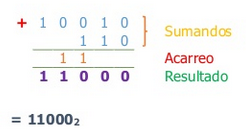 + 1 0 0 1 0
1 1 0
Sumandos
1 1
Acarreo
1 1 0 0 0
Resultado
= 11000₂